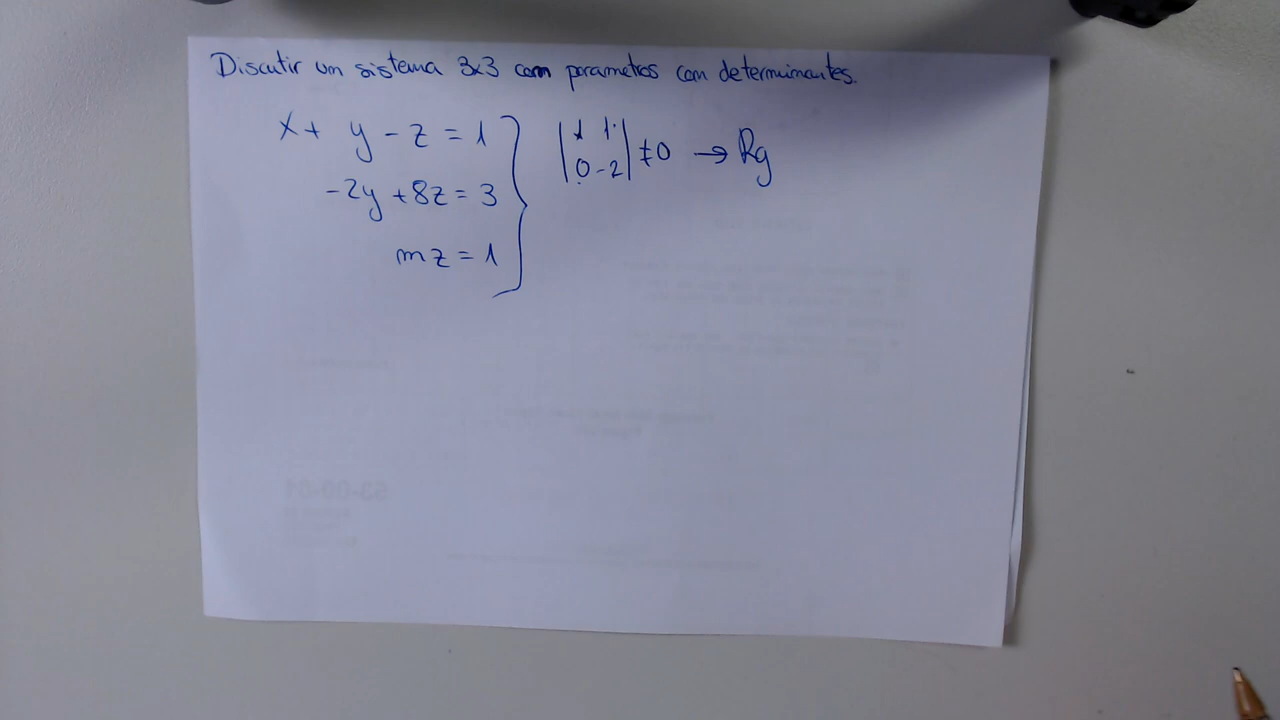 Discutir un sistema 3x3 con parametros con determinantes.
x + y - z = 1
-2y + 8z = 3
mz = 1
|1 1|
|0 -2| ≠ 0 → Rg